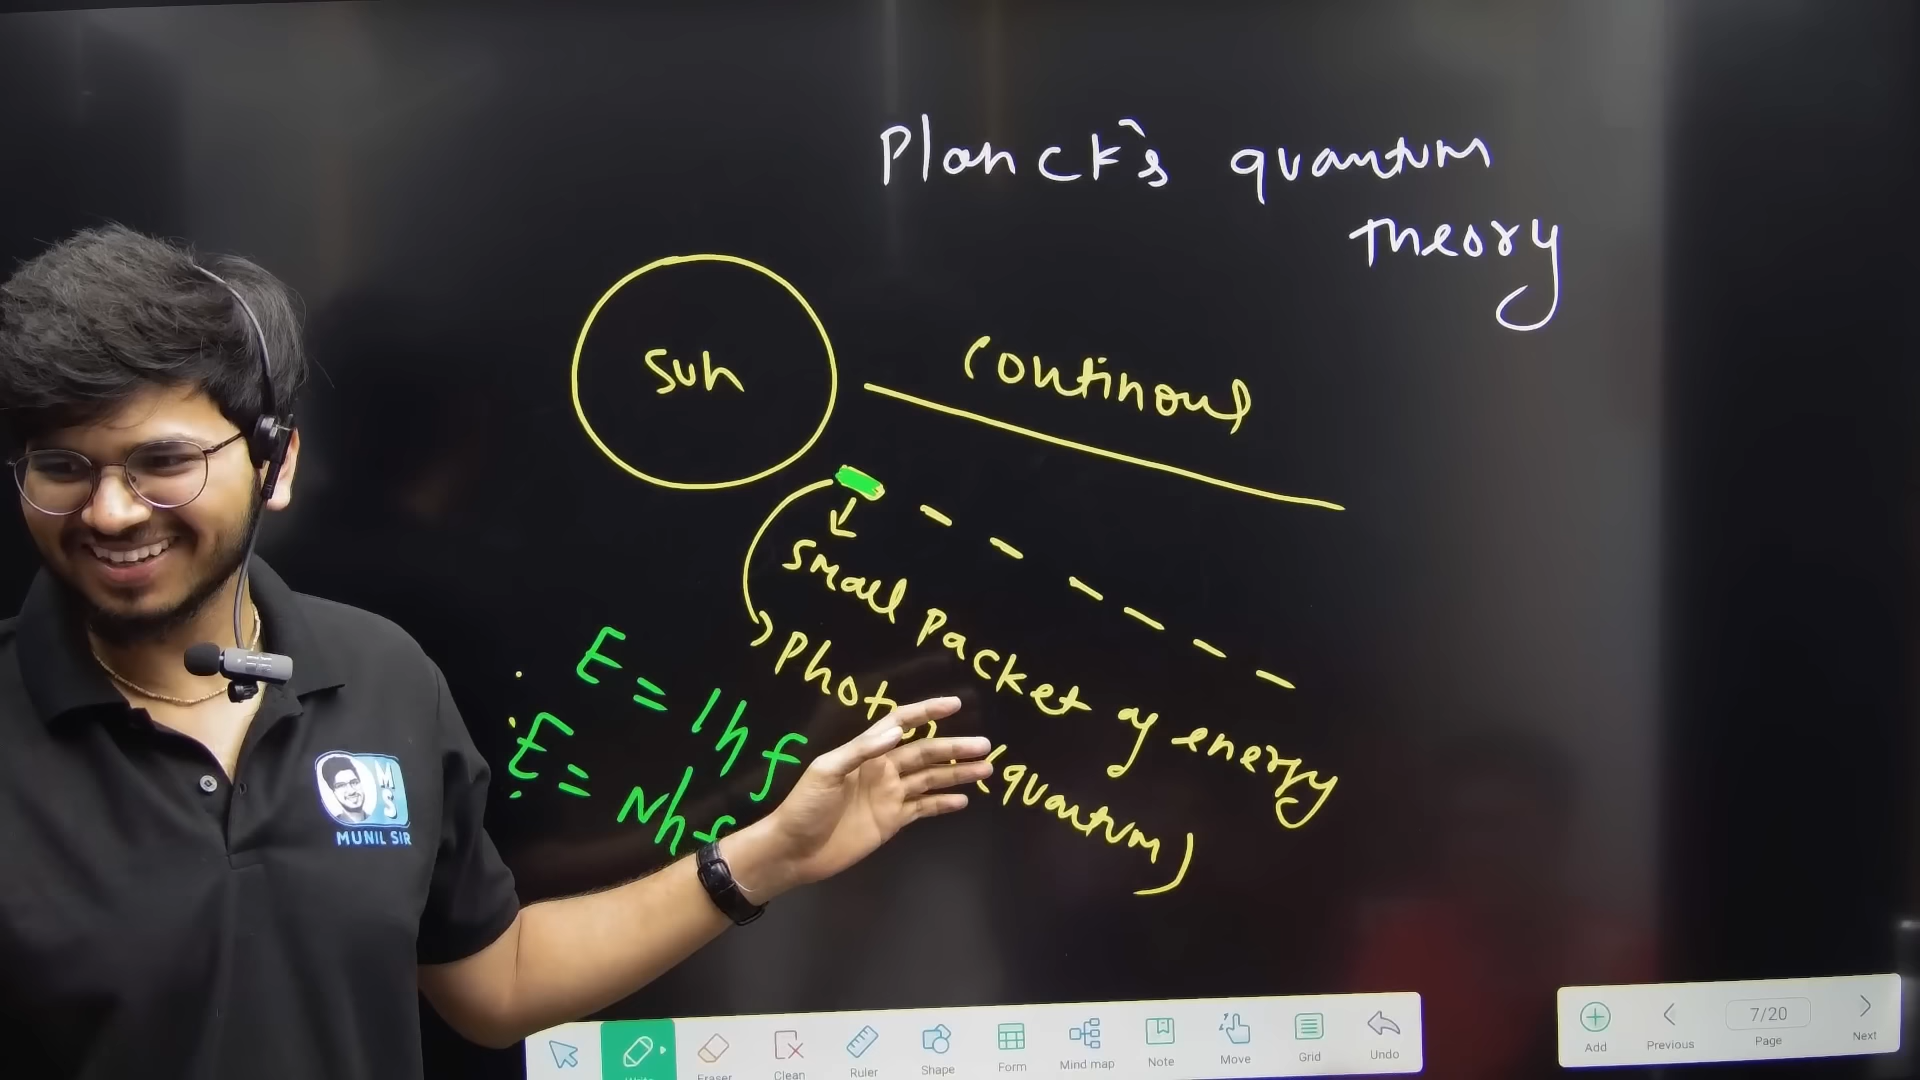 Planck's quantum
theory
Sun
Continous
Small packet of energy
(quantum)
E = 1hf
E = nhf
M
S
MUNIL SIR
Eraser
Clean
Ruler
Shape
Form
Mind map
Note
Move
Grid
Undo
Add
Previous
7/20
Page
Next